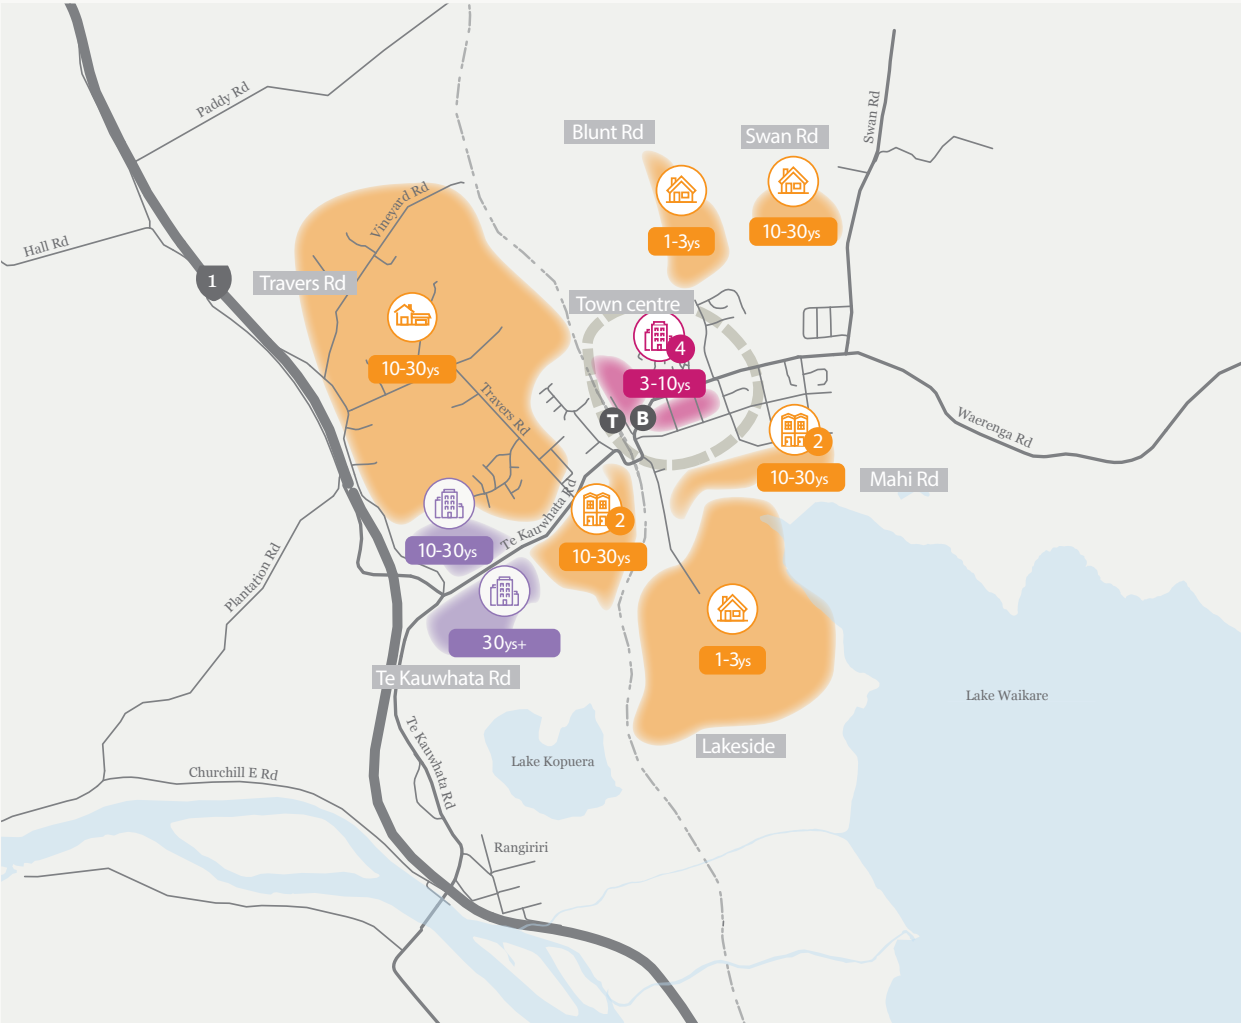 Paddy Rd
Swan Rd
Blunt Rd
Swan Rd
Vineyard Rd
Hall Rd
1-3ys
10-30ys
1
Travers Rd
Town centre
4
10-30ys
3-10ys
Travers Rd
T
B
Waerenga Rd
2
10-30ys
Mahi Rd
Te Kauwhata Rd
2
10-30ys
10-30ys
Plantation Rd
30ys+
1-3ys
Te Kauwhata Rd
Lake Waikare
Te Kauwhata Rd
Lakeside
Lake Kopuera
Churchill E Rd
Rangiriri